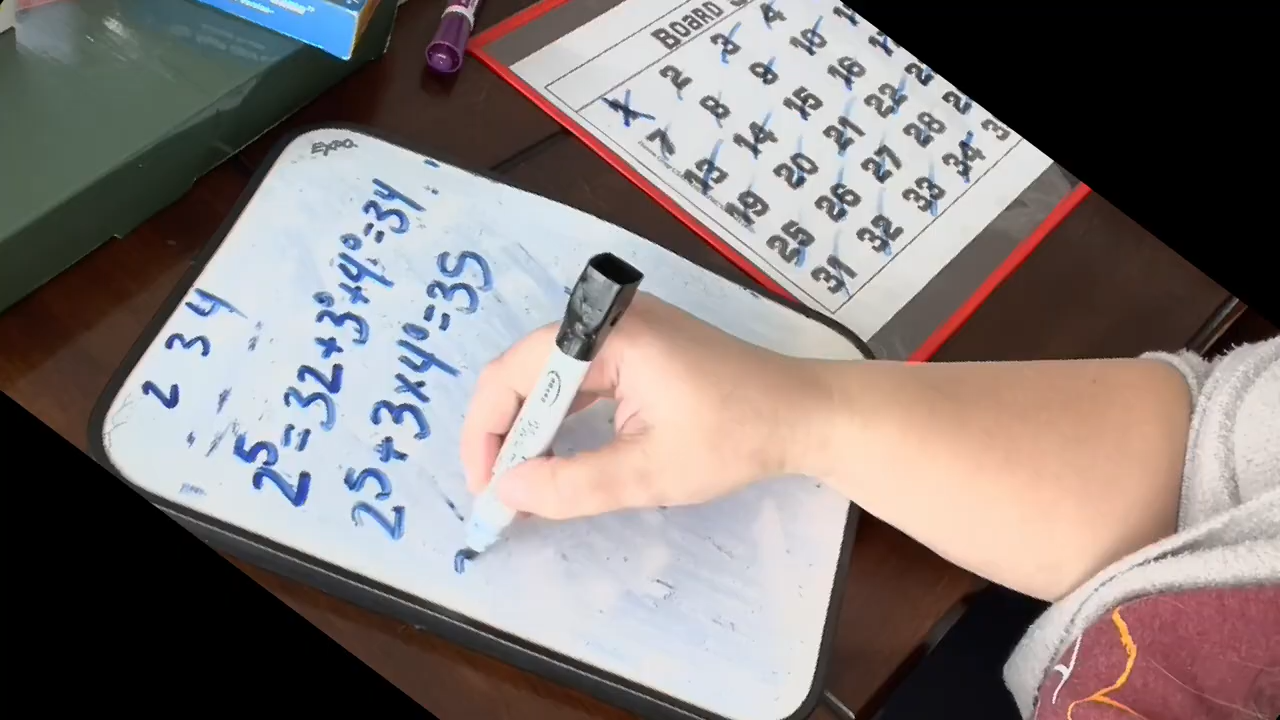 EXPO
2 3 4
2⁵=32+3⁰+4⁰=34
2⁵+3×4⁰=35
Board
1 2 3 4
7 8 9 10
13 14 15 16
19 20 21 22
25 26 27 28
31 32 33 34